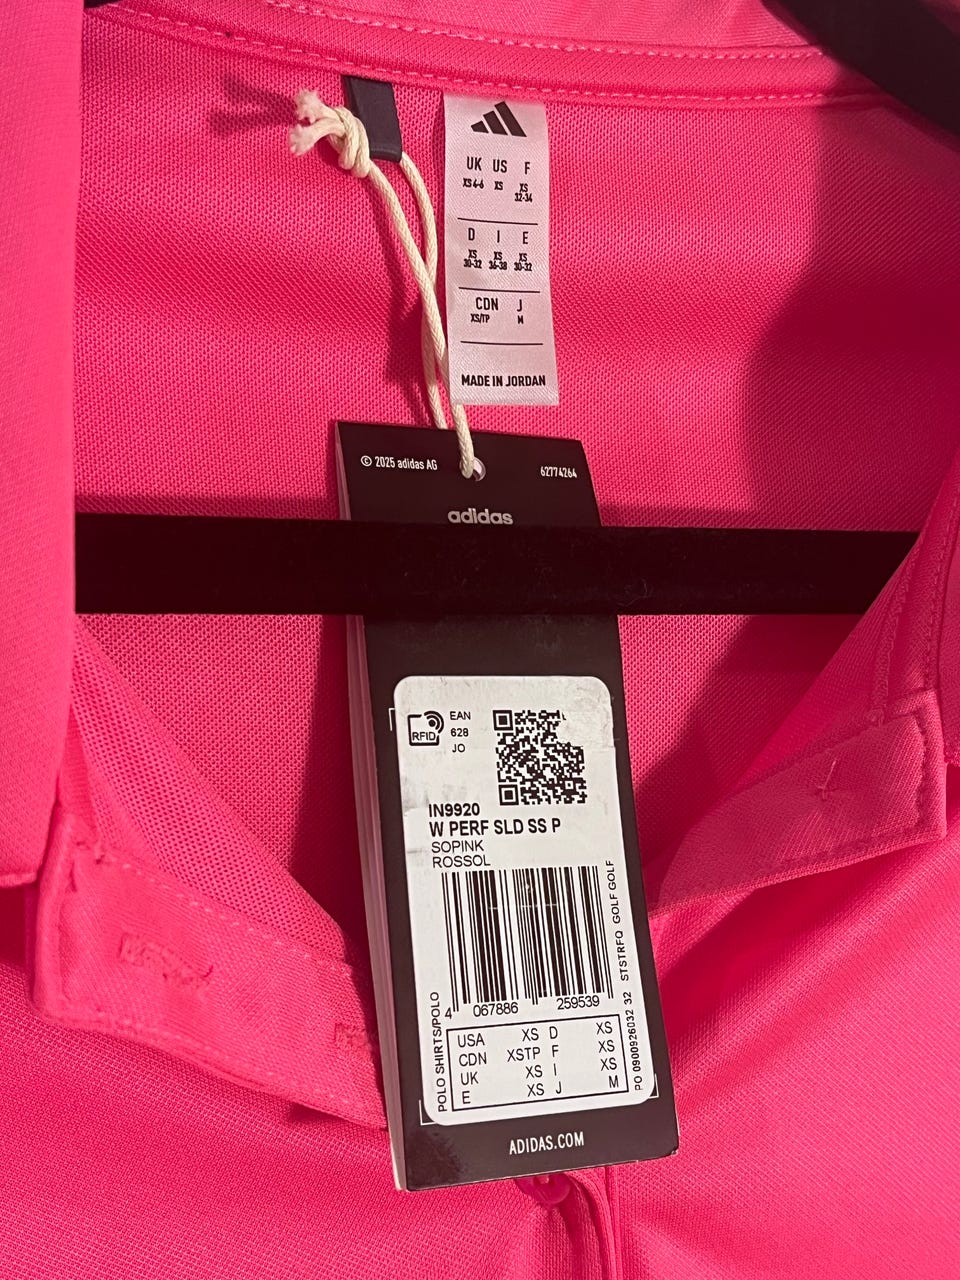 UK US F
XS 4-6 XS XS
32-34
D I E
XS XS XS
30-32 36-38 30-32
CDN J
XS/TP M
MADE IN JORDAN
© 2025 adidas AG 62774264
adidas
RFID
EAN
628
JO
IN9920
W PERF SLD SS P
SOPINK
ROSSOL
4 067886 259539
POLO SHIRTS/POLO
STSTRFQ GOLF GOLF
PO 0900926032 32
USA XS D XS
CDN XSTP F XS
UK XS I XS
E XS J M
ADIDAS.COM